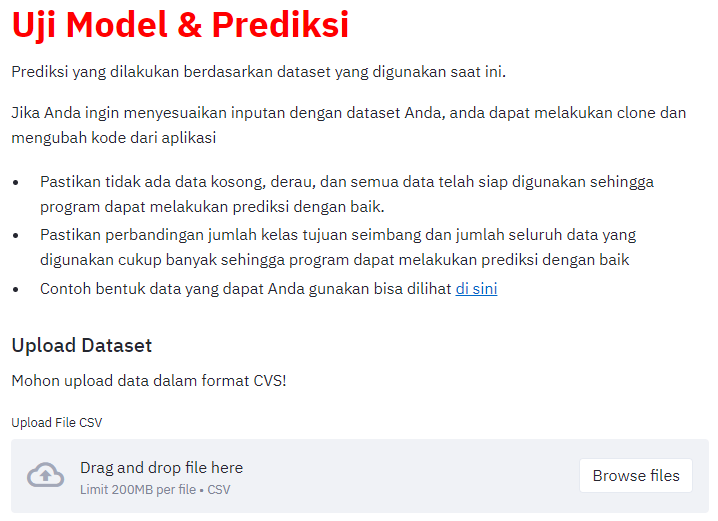 Uji Model & Prediksi
Prediksi yang dilakukan berdasarkan dataset yang digunakan saat ini.
Jika Anda ingin menyesuaikan inputan dengan dataset Anda, anda dapat melakukan clone dan
mengubah kode dari aplikasi
• Pastikan tidak ada data kosong, derau, dan semua data telah siap digunakan sehingga
program dapat melakukan prediksi dengan baik.
• Pastikan perbandingan jumlah kelas tujuan seimbang dan jumlah seluruh data yang
digunakan cukup banyak sehingga program dapat melakukan prediksi dengan baik
• Contoh bentuk data yang dapat Anda gunakan bisa dilihat di sini
Upload Dataset
Mohon upload data dalam format CVS!
Upload File CSV
Drag and drop file here
Limit 200MB per file • CSV
Browse files